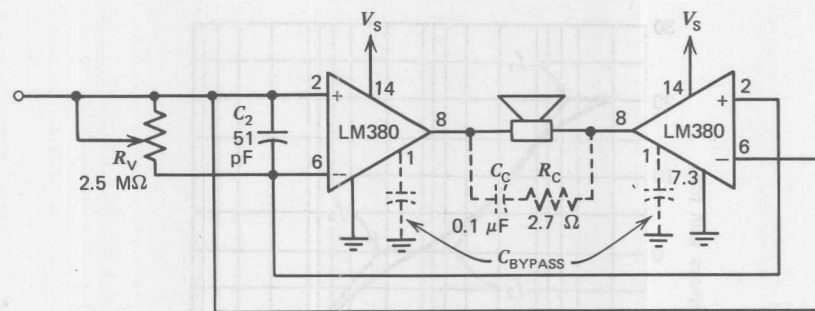 V_S
V_S
2
+
14
LM380
8
1
6
–
C_2
51
pF
R_V
2.5 MΩ
C_C
0.1 μF
R_C
2.7 Ω
C_BYPASS
8
14
2
+
LM380
1
–
6
7.3
30